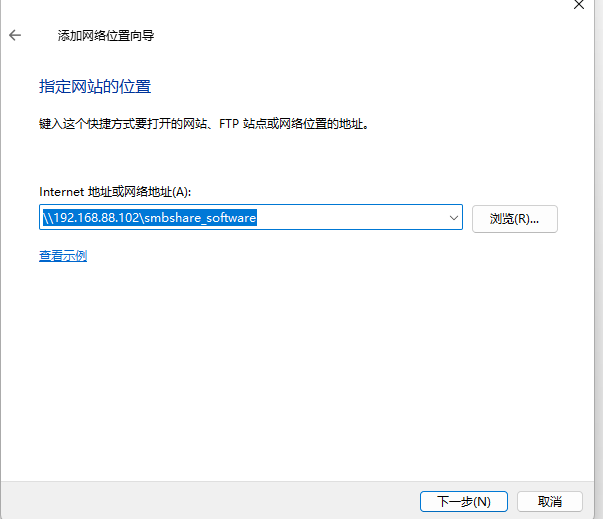 添加网络位置向导
指定网站的位置
键入这个快捷方式要打开的网站、FTP 站点或网络位置的地址。
Internet 地址或网络地址(A):
\\192.168.88.102\smbshare_software
浏览(R)...
查看示例
下一步(N)
取消